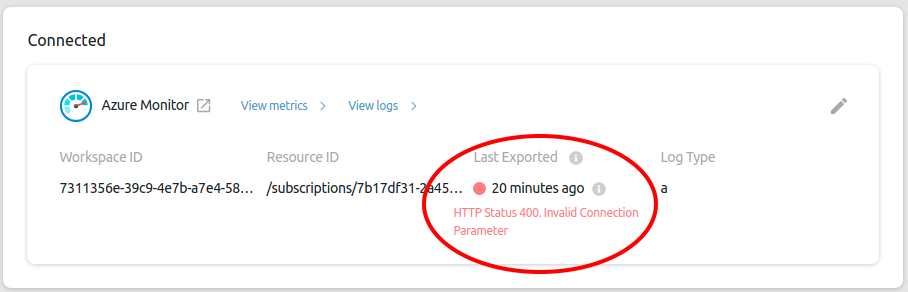 Connected
Azure Monitor View metrics View logs
Workspace ID Resource ID Last Exported Log Type
7311356e-39c9-4e7b-a7e4-58... /subscriptions/7b17df31-2a45... 20 minutes ago a
HTTP Status 400. Invalid Connection
Parameter